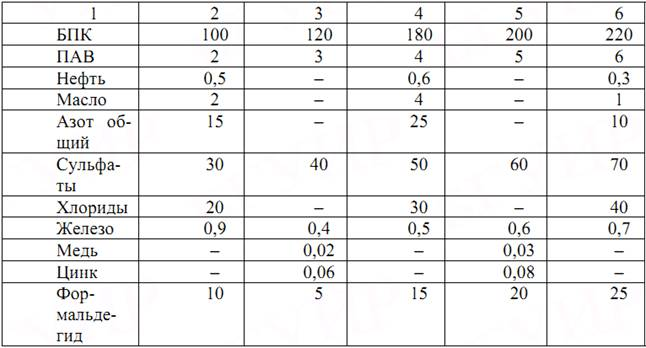 1 2 3 4 5 6
БПК 100 120 180 200 220
ПАВ 2 3 4 5 6
Нефть 0,5 – 0,6 – 0,3
Масло 2 – 4 – 1
Азот об-
щий 15 – 25 – 10
Сульфа-
ты 30 40 50 60 70
Хлориды 20 – 30 – 40
Железо 0,9 0,4 0,5 0,6 0,7
Медь – 0,02 – 0,03 –
Цинк – 0,06 – 0,08 –
Фор-
мальде-
гид 10 5 15 20 25